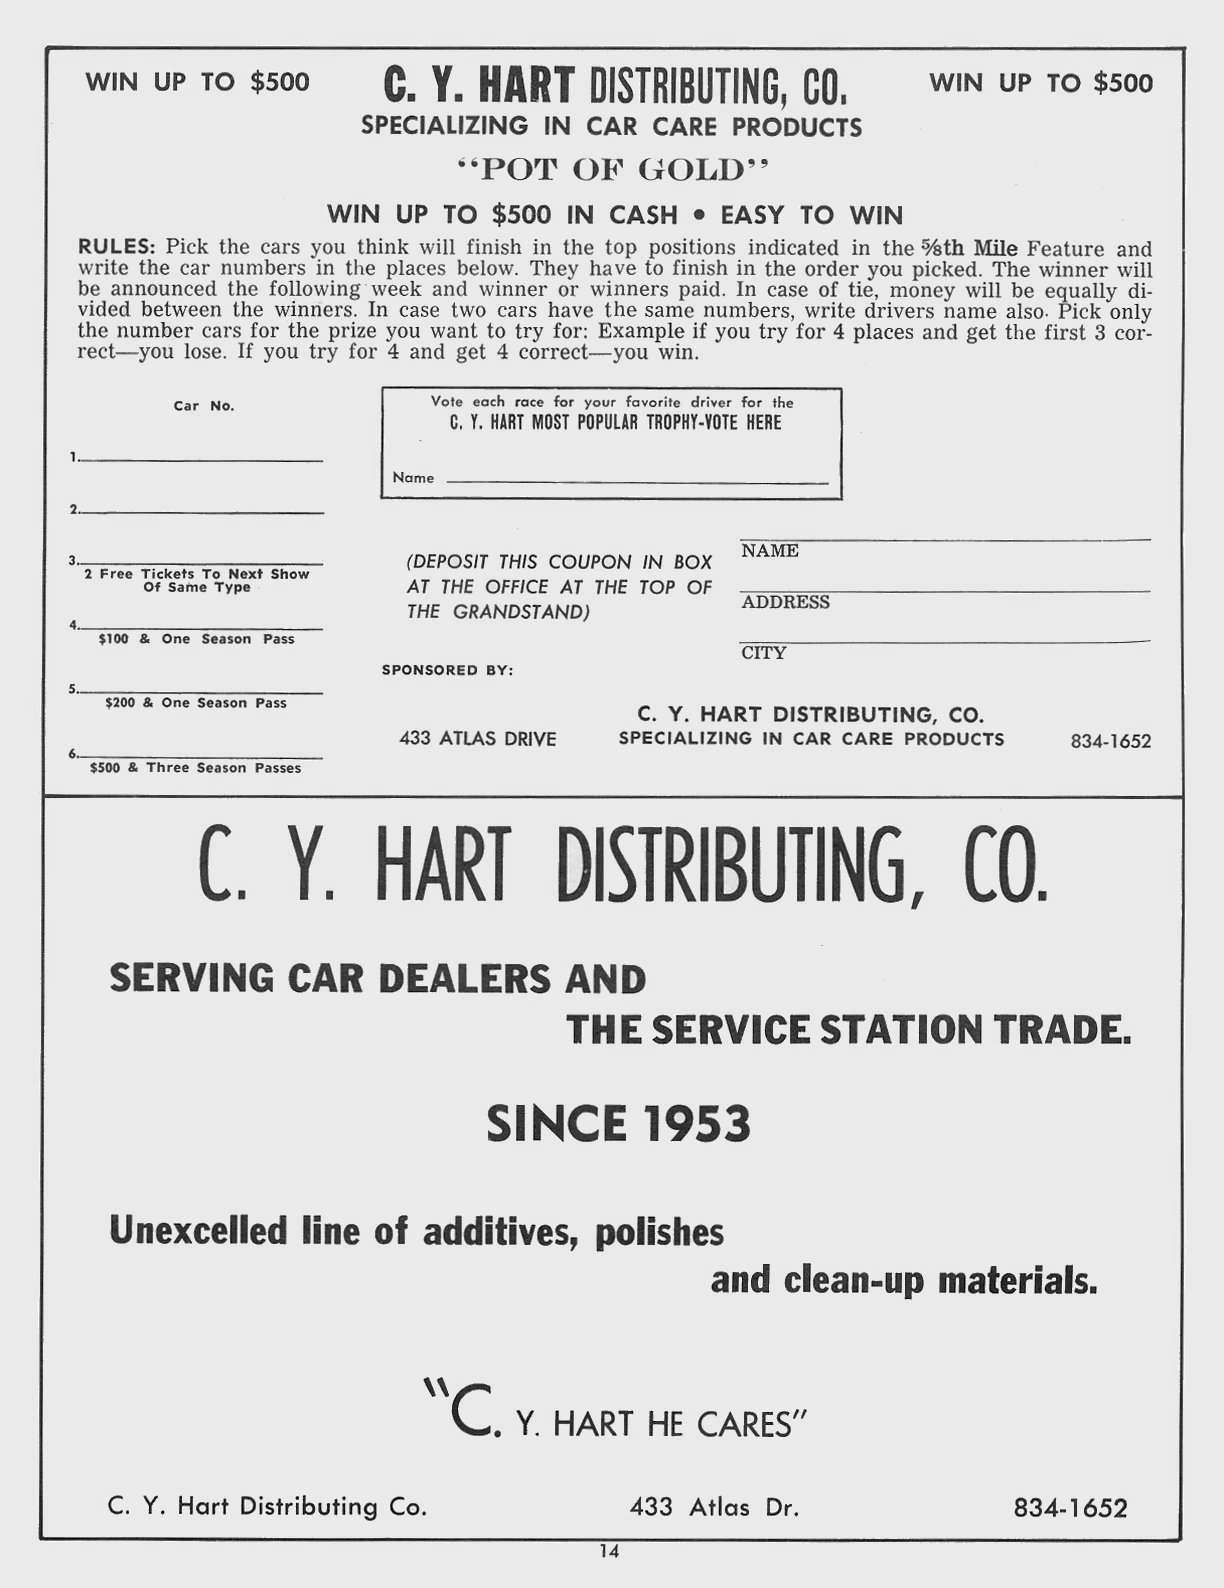 WIN UP TO $500
C. Y. HART DISTRIBUTING, CO.
WIN UP TO $500
SPECIALIZING IN CAR CARE PRODUCTS
“POT OF GOLD”
WIN UP TO $500 IN CASH • EASY TO WIN
RULES: Pick the cars you think will finish in the top positions indicated in the ⅝th Mile Feature and
write the car numbers in the places below. They have to finish in the order you picked. The winner will
be announced the following week and winner or winners paid. In case of tie, money will be equally di-
vided between the winners. In case two cars have the same numbers, write drivers name also. Pick only
the number cars for the prize you want to try for: Example if you try for 4 places and get the first 3 cor-
rect—you lose. If you try for 4 and get 4 correct—you win.
Car No.
1.
2.
3.
2 Free Tickets To Next Show
Of Same Type
4.
$100 & One Season Pass
5.
$200 & One Season Pass
6.
$500 & Three Season Passes
Vote each race for your favorite driver for the
C. Y. HART MOST POPULAR TROPHY-VOTE HERE
Name
(DEPOSIT THIS COUPON IN BOX
AT THE OFFICE AT THE TOP OF
THE GRANDSTAND)
NAME
ADDRESS
CITY
SPONSORED BY:
C. Y. HART DISTRIBUTING, CO.
433 ATLAS DRIVE
SPECIALIZING IN CAR CARE PRODUCTS
834-1652
C. Y. HART DISTRIBUTING, CO.
SERVING CAR DEALERS AND
THE SERVICE STATION TRADE.
SINCE 1953
Unexcelled line of additives, polishes
and clean-up materials.
"C. Y. HART HE CARES"
C. Y. Hart Distributing Co.
433 Atlas Dr.
834-1652
14